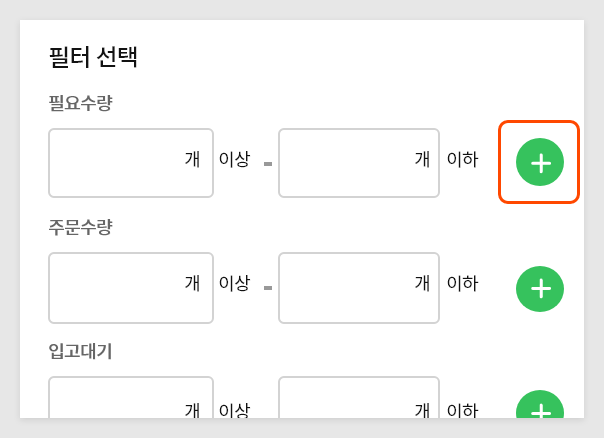 필터 선택
필요수량
개 이상 - 개 이하
주문수량
개 이상 - 개 이하
입고대기
개 이상 개 이하